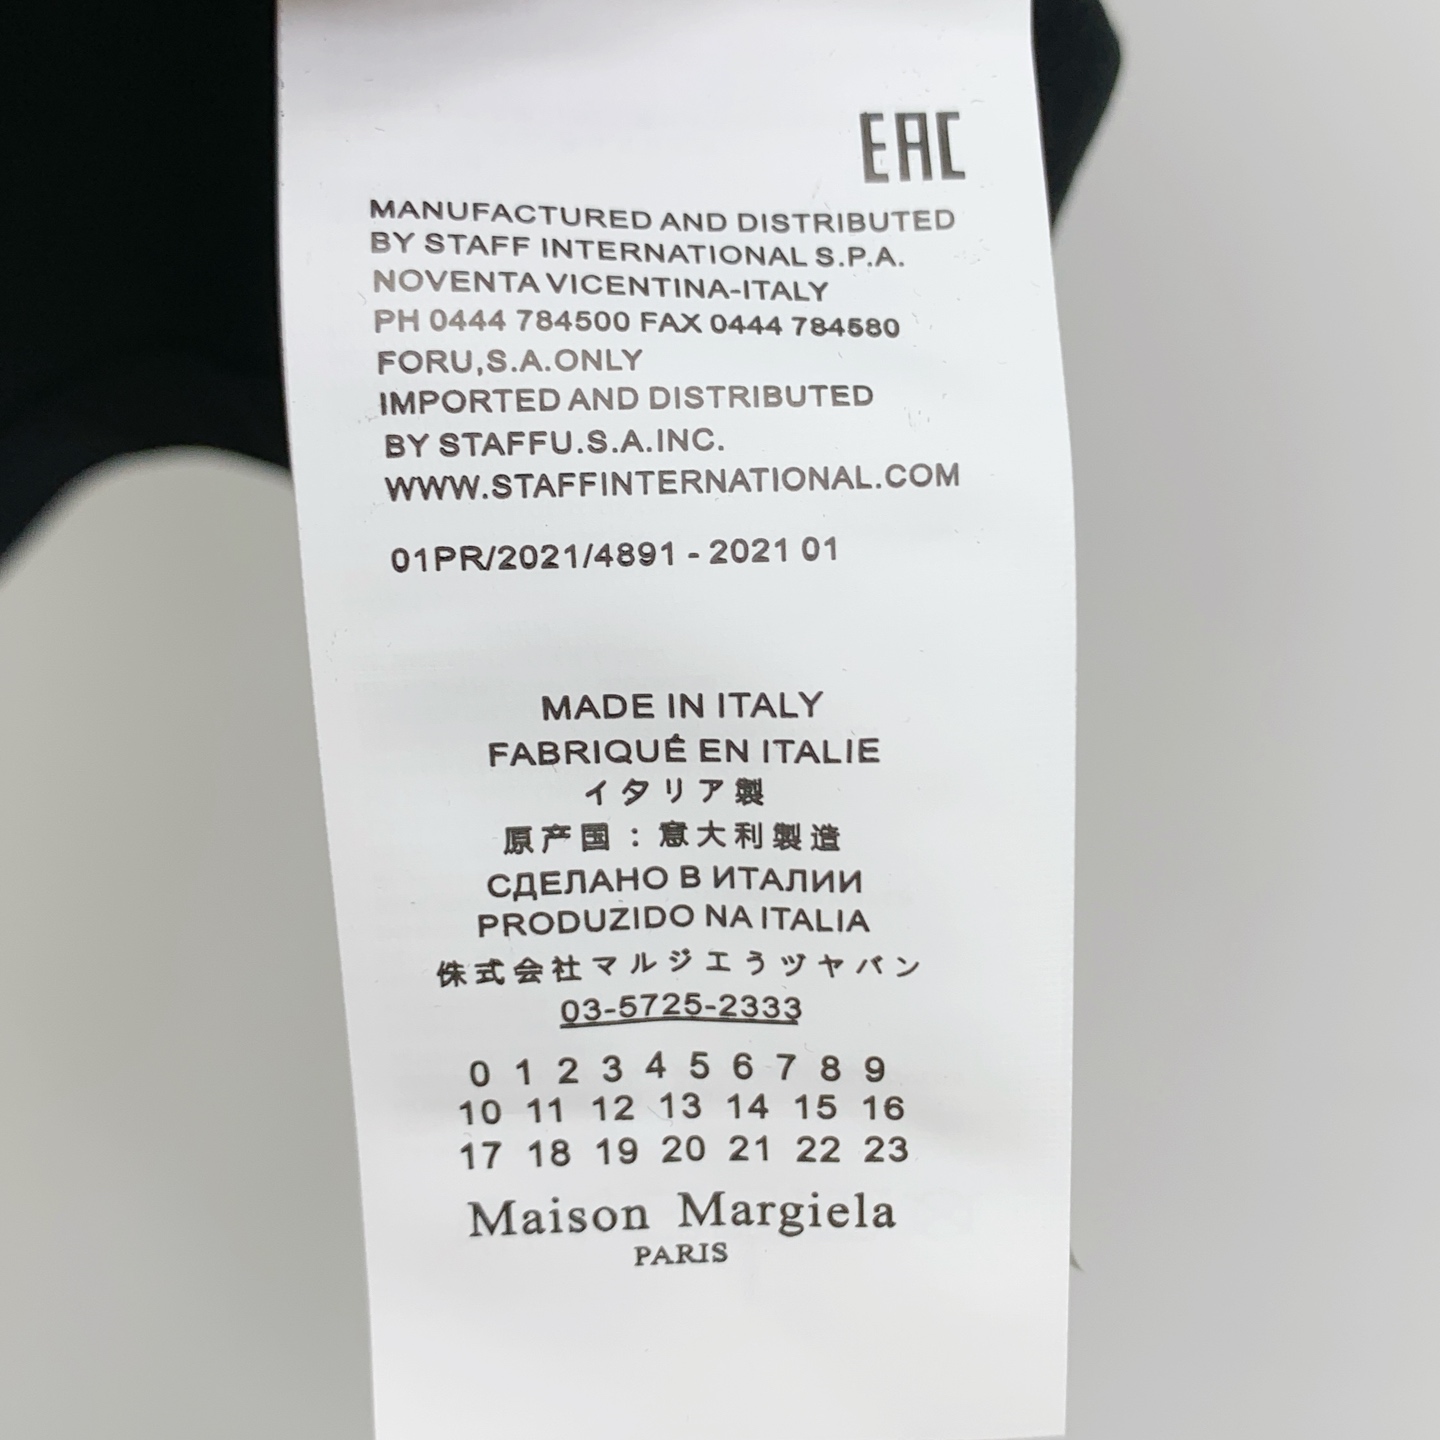 EAC
MANUFACTURED AND DISTRIBUTED
BY STAFF INTERNATIONAL S.P.A.
NOVENTA VICENTINA-ITALY
PH 0444 784500 FAX 0444 784580
FORU,S.A.ONLY
IMPORTED AND DISTRIBUTED
BY STAFFU.S.A.INC.
WWW.STAFFINTERNATIONAL.COM
01PR/2021/4891 - 2021 01
MADE IN ITALY
FABRIQUÉ EN ITALIE
イタリア製
原产国：意大利製造
СДЕЛАНО В ИТАЛИИ
PRODUZIDO NA ITALIA
侏式会社マルジエうヅヤバン
03-5725-2333
0 1 2 3 4 5 6 7 8 9
10 11 12 13 14 15 16
17 18 19 20 21 22 23
Maison Margiela
PARIS